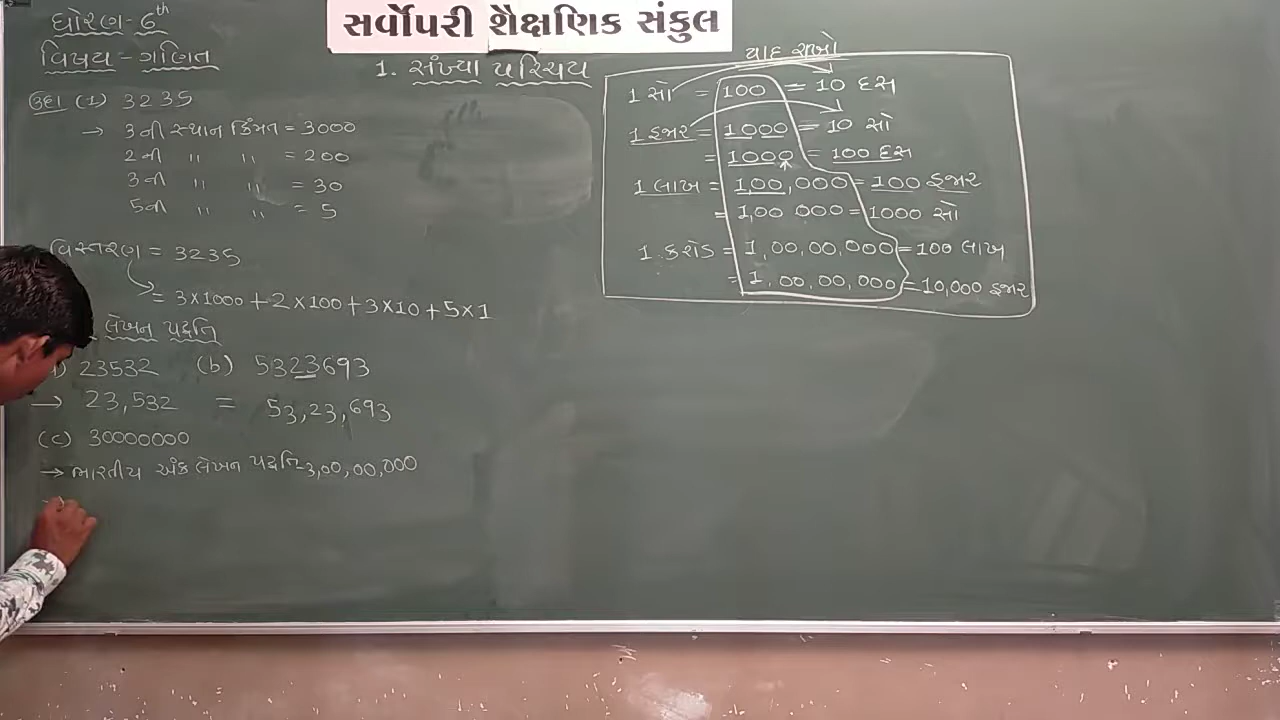 સર્વોપરી શૈક્ષણિક સંકુલ
ધોરણ - 6th
વિષય - ગણિત
1. સંખ્યા પરિચય
ઉદા (1) 3235
→ 3ની સ્થાન કિંમત = 3000
2ની " " = 200
3ની " " = 30
5ની " " = 5
વિસ્તરણ = 3235
= 3×1000 + 2×100 + 3×10 + 5×1
લેખન પદ્ધતિ
23532 (b) 5323693
→ 23,532 = 53,23,693
(c) 30000000
→ ભારતીય અંક લેખન પદ્ધતિ 3,00,00,000
યાદ રાખો
1 સો = 100 = 10 દસ
1 હજાર = 1000 = 10 સો
= 1000 = 100 દસ
1 લાખ = 1,00,000 = 100 હજાર
= 1,00 000 = 1000 સો
1 કરોડ = 1,00,00,000 = 100 લાખ
= 1,00,00,000 = 10,000 હજાર